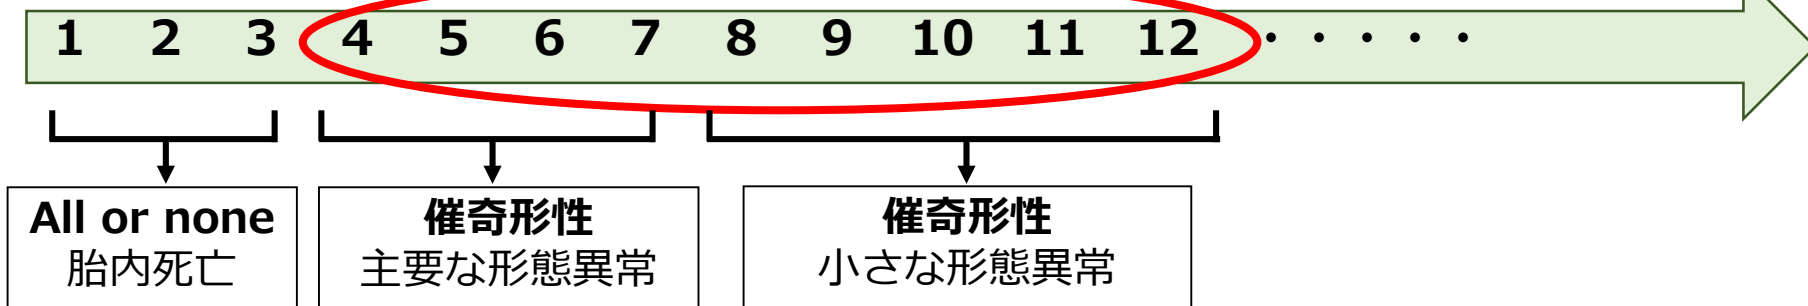 1 2 3 4 5 6 7 8 9 10 11 12 ・・・・・
All or none
胎内死亡
催奇形性
主要な形態異常
催奇形性
小さな形態異常